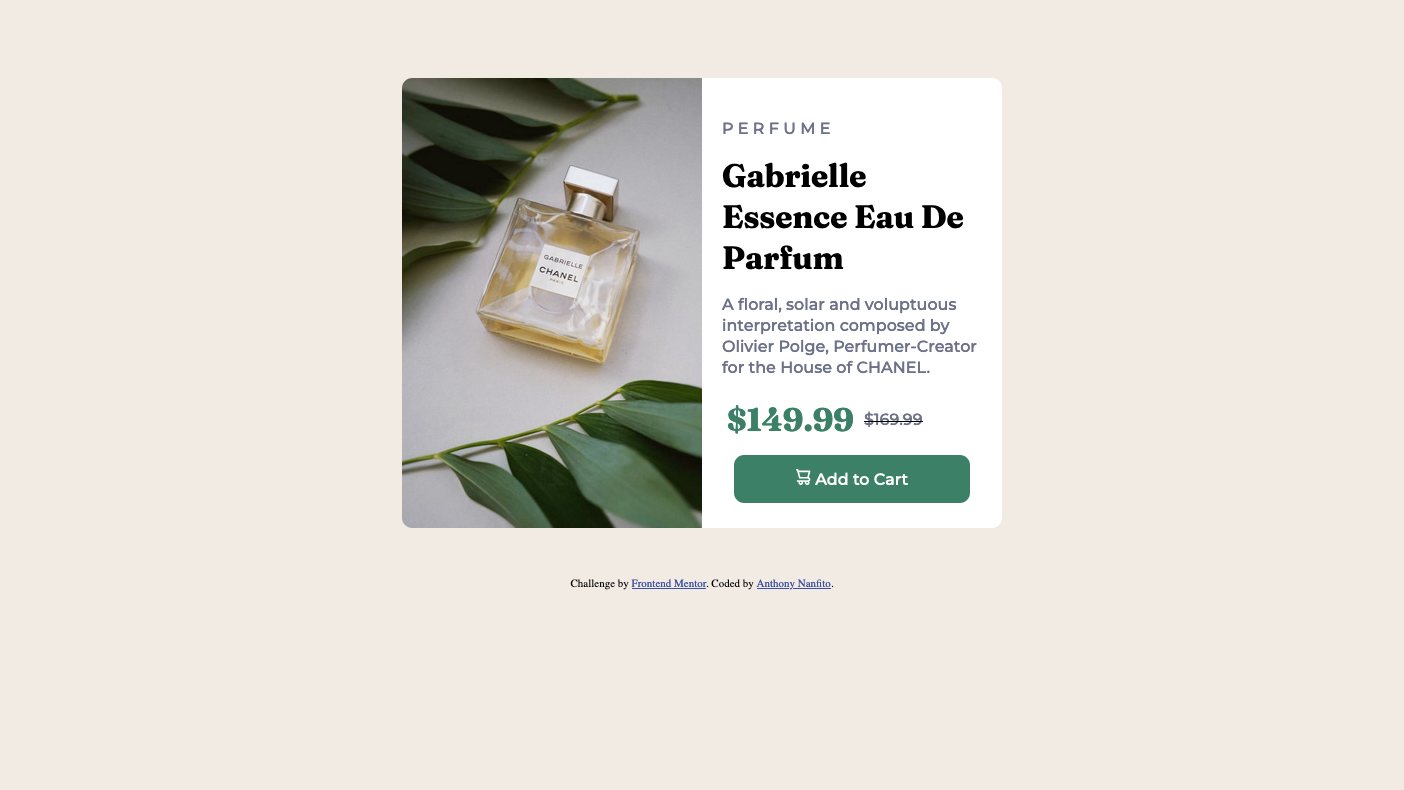 GABRIELLE
CHANEL
PARIS
PERFUME
Gabrielle
Essence Eau De
Parfum
A floral, solar and voluptuous
interpretation composed by
Olivier Polge, Perfumer-Creator
for the House of CHANEL.
$149.99 $169.99
Add to Cart
Challenge by Frontend Mentor. Coded by Anthony Nanfito.